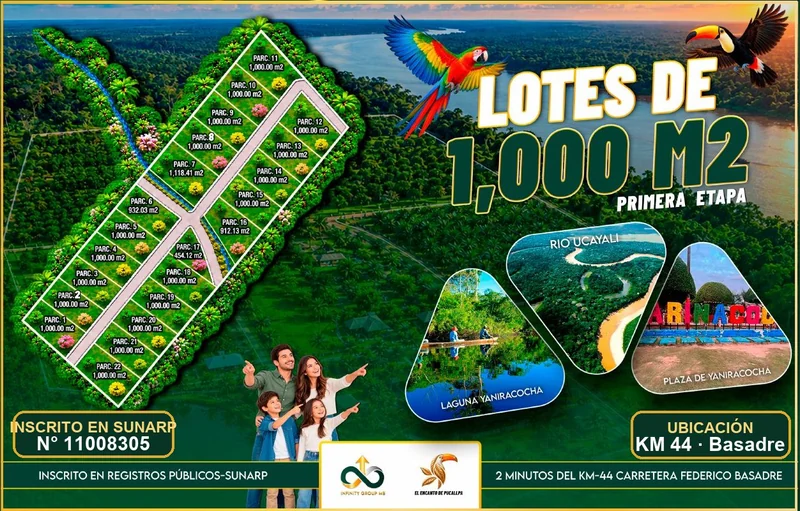 LOTES DE
1,000 M2
PRIMERA ETAPA
PARC. 11
1,000.00 m2
PARC. 10
1,000.00 m2
PARC. 9
1,000.00 m2
PARC. 8
1,000.00 m2
PARC. 7
1,118.41 m2
PARC. 12
1,000.00 m2
PARC. 13
1,000.00 m2
PARC. 14
1,000.00 m2
PARC. 15
1,000.00 m2
PARC. 16
912.13 m2
PARC. 6
932.03 m2
PARC. 5
1,000.00 m2
PARC. 4
1,000.00 m2
PARC. 3
1,000.00 m2
PARC. 2
1,000.00 m2
PARC. 1
1,000.00 m2
PARC. 17
454.12 m2
PARC. 18
1,000.00 m2
PARC. 19
1,000.00 m2
PARC. 20
1,000.00 m2
PARC. 21
1,000.00 m2
PARC. 22
1,000.00 m2
RIO UCAYALI
LAGUNA YANIRACOCHA
ARINACOC
PLAZA DE YANIRACOCHA
INSCRITO EN SUNARP
N° 11008305
UBICACIÓN
KM 44 · Basadre
INSCRITO EN REGISTROS PÚBLICOS-SUNARP
INFINITY GROUP MB
EL ENCANTO DE PUCALLPA
2 MINUTOS DEL KM-44 CARRETERA FEDERICO BASADRE